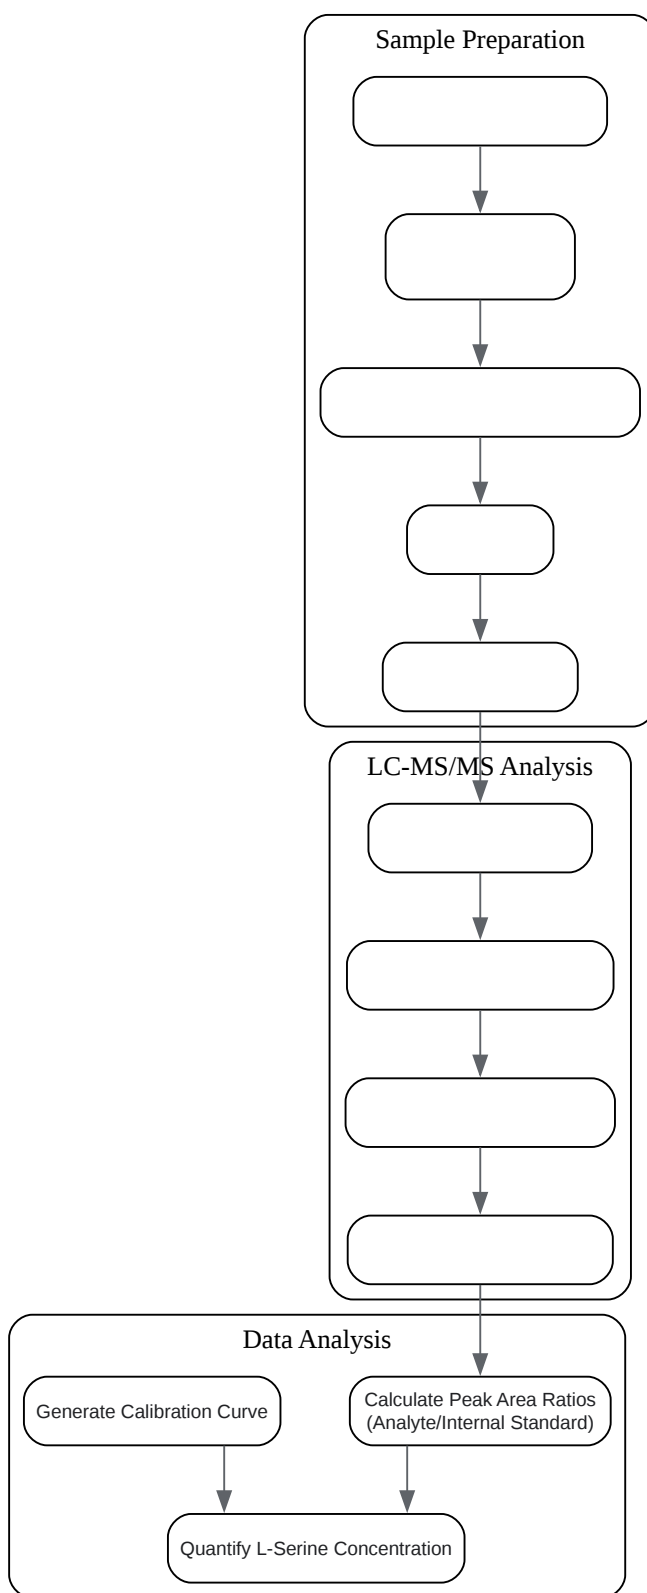 Sample Preparation
LC-MS/MS Analysis
Data Analysis
Generate Calibration Curve
Calculate Peak Area Ratios
(Analyte/Internal Standard)
Quantify L-Serine Concentration